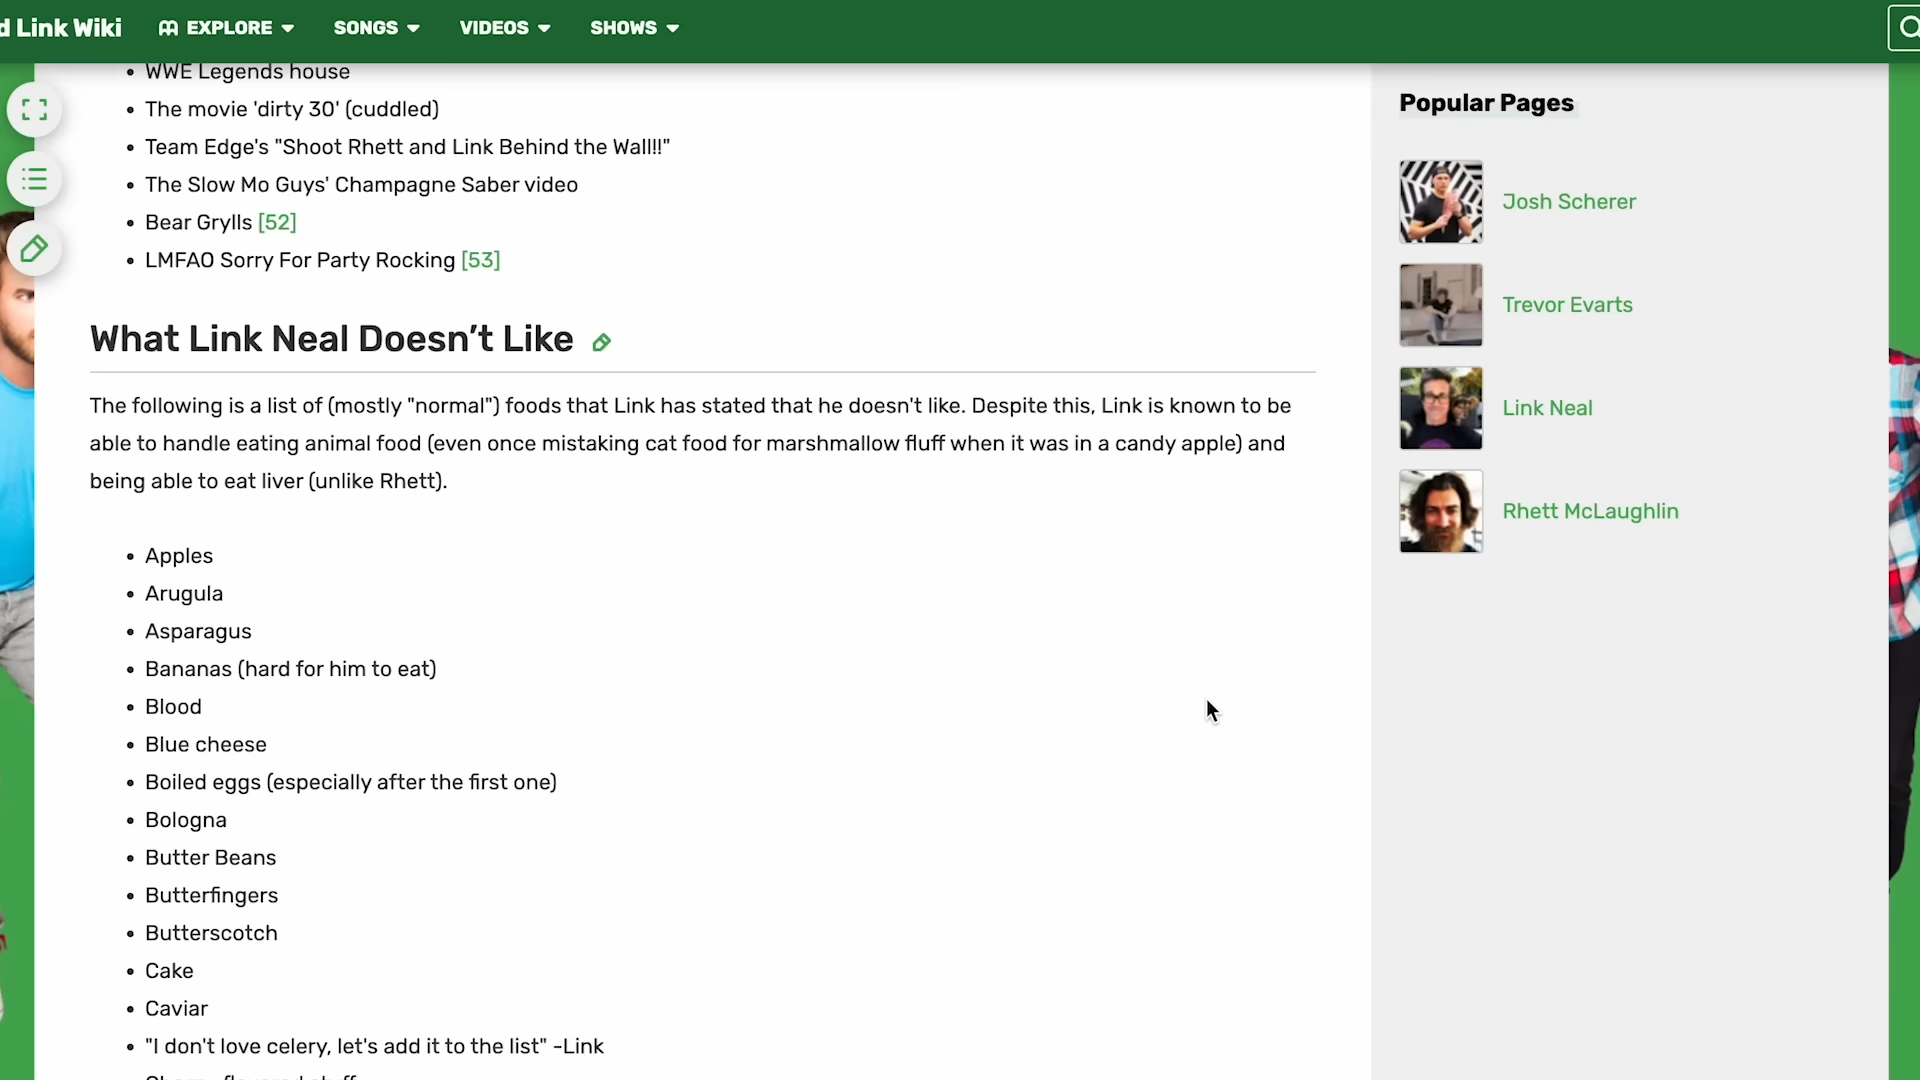 d Link Wiki
EXPLORE
SONGS
VIDEOS
SHOWS
WWE Legends house
The movie 'dirty 30' (cuddled)
Team Edge's "Shoot Rhett and Link Behind the Wall!!"
The Slow Mo Guys' Champagne Saber video
Bear Grylls [52]
LMFAO Sorry For Party Rocking [53]
What Link Neal Doesn't Like
The following is a list of (mostly "normal") foods that Link has stated that he doesn't like. Despite this, Link is known to be
able to handle eating animal food (even once mistaking cat food for marshmallow fluff when it was in a candy apple) and
being able to eat liver (unlike Rhett).
Apples
Arugula
Asparagus
Bananas (hard for him to eat)
Blood
Blue cheese
Boiled eggs (especially after the first one)
Bologna
Butter Beans
Butterfingers
Butterscotch
Cake
Caviar
"I don't love celery, let's add it to the list" -Link
Popular Pages
Josh Scherer
Trevor Evarts
Link Neal
Rhett McLaughlin